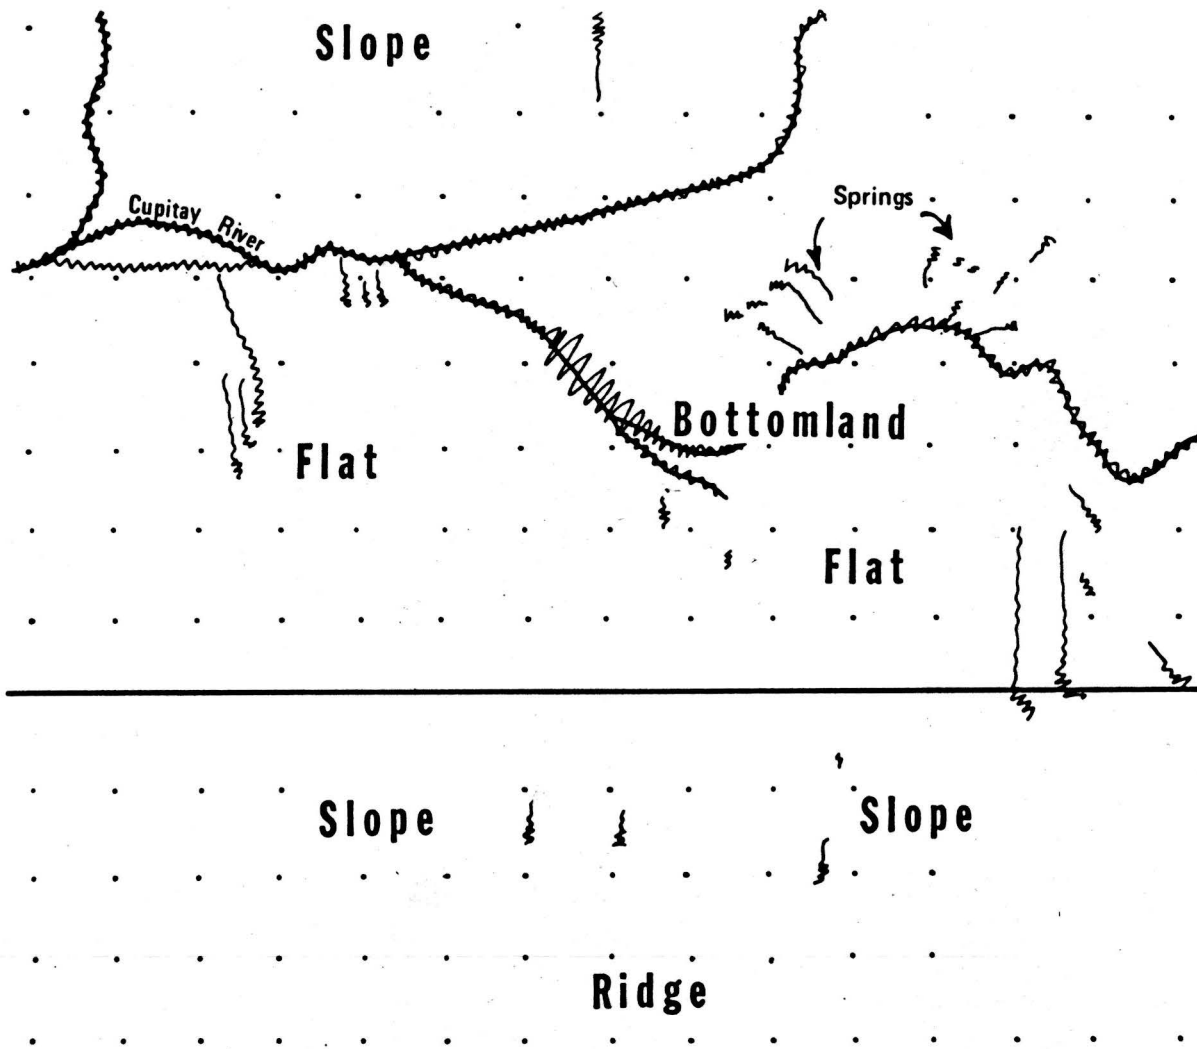 Slope
Cupitay River
Springs
Bottomland
Flat
Flat
Slope
Slope
Ridge